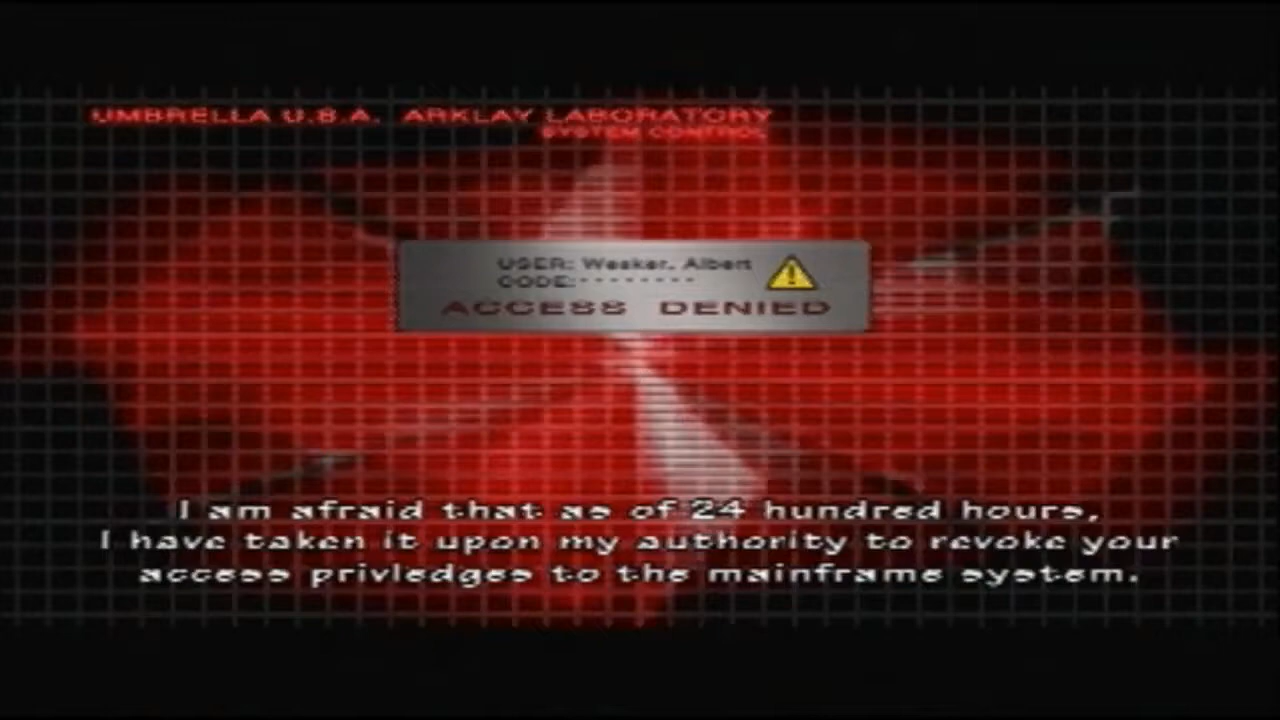 UMBRELLA U.S.A. ARKLAY LABORATORY
SYSTEM CONTROL
USER: Wesker, Albert
CODE:********
ACCESS DENIED
I am afraid that as of 24 hundred hours,
I have taken it upon my authority to revoke your
access privledges to the mainframe system.